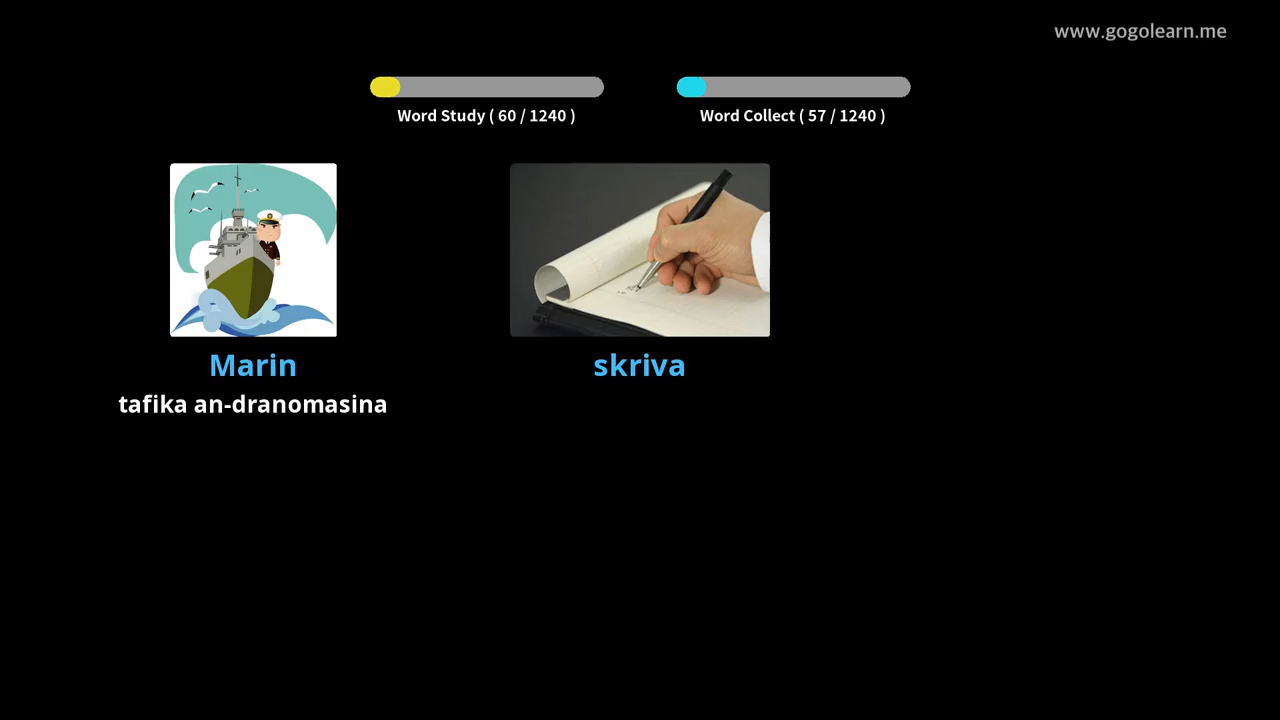 www.gogolearn.me
Word Study ( 60 / 1240 )
Word Collect ( 57 / 1240 )
Marin
tafika an-dranomasina
skriva